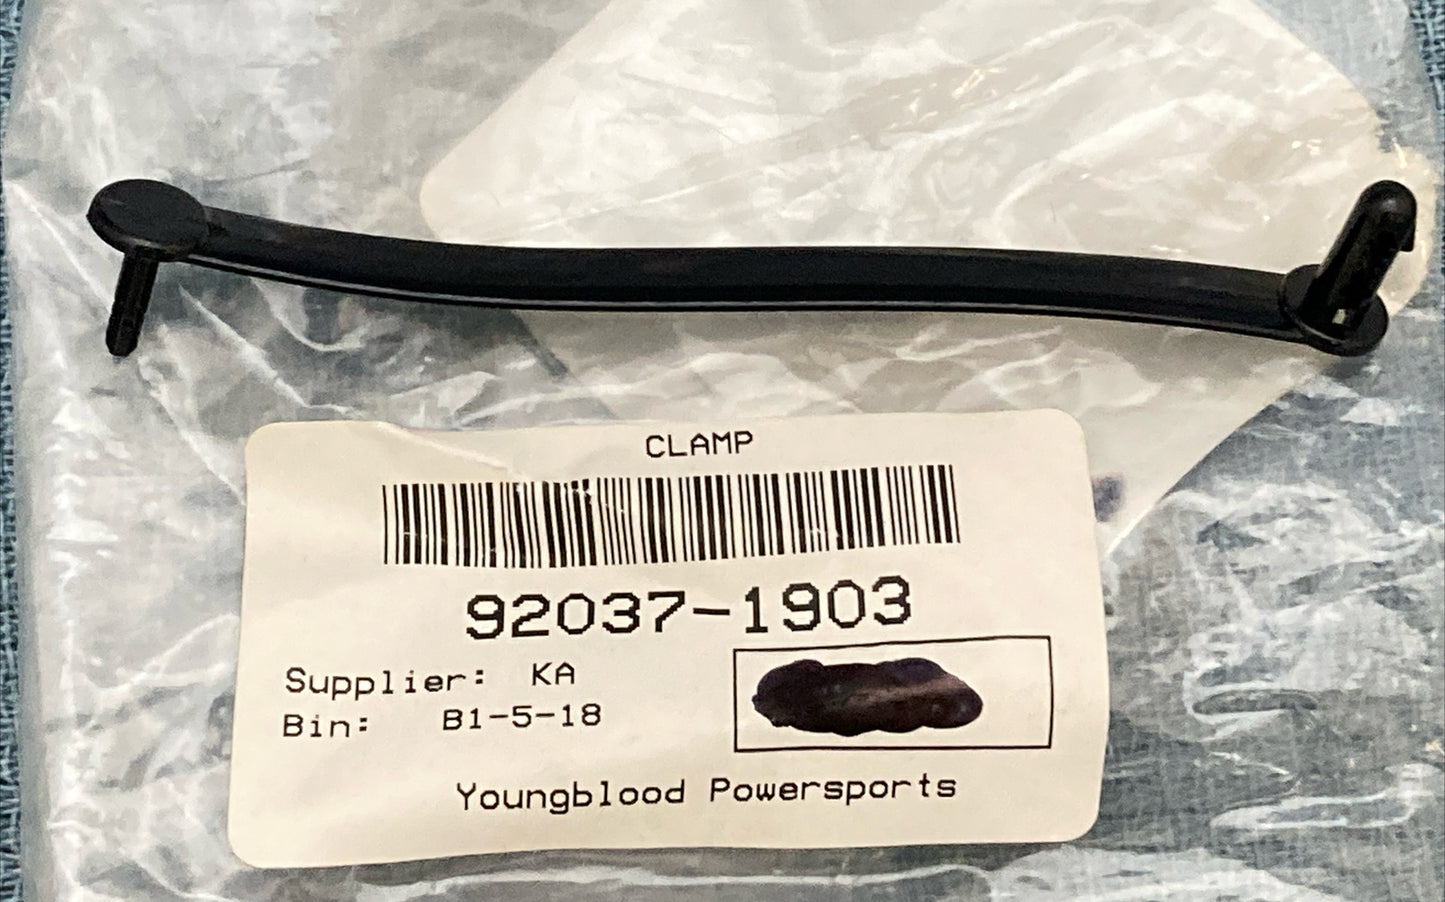 CLAMP
92037-1903
Supplier: KA
Bin: B1-5-18
Youngblood Powersports